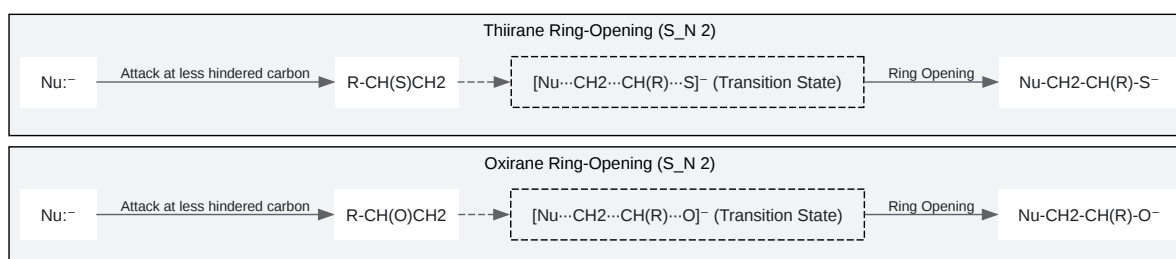 Thiirane Ring-Opening (S_N 2)
Nu:⁻
Attack at less hindered carbon
R-CH(S)CH2
[Nu···CH2···CH(R)···S]⁻ (Transition State)
Ring Opening
Nu-CH2-CH(R)-S⁻
Oxirane Ring-Opening (S_N 2)
Nu:⁻
Attack at less hindered carbon
R-CH(O)CH2
[Nu···CH2···CH(R)···O]⁻ (Transition State)
Ring Opening
Nu-CH2-CH(R)-O⁻